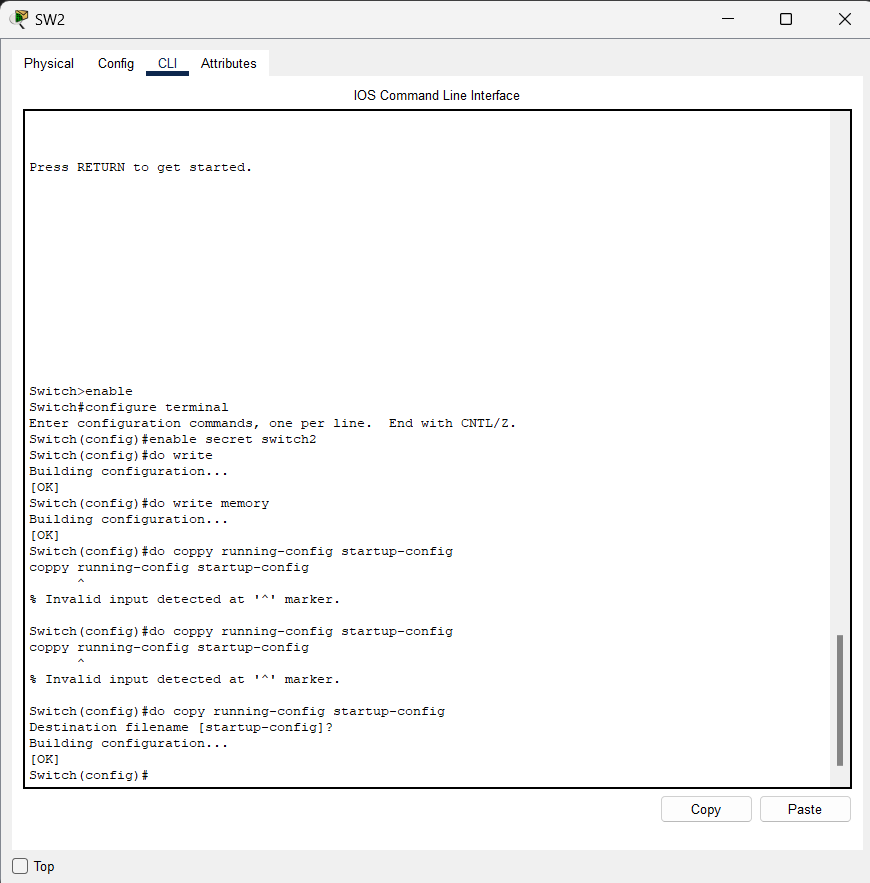 SW2
Physical Config CLI Attributes
IOS Command Line Interface
Press RETURN to get started.
Switch>enable
Switch#configure terminal
Enter configuration commands, one per line.  End with CNTL/Z.
Switch(config)#enable secret switch2
Switch(config)#do write
Building configuration...
[OK]
Switch(config)#do write memory
Building configuration...
[OK]
Switch(config)#do coppy running-config startup-config
coppy running-config startup-config
      ^
% Invalid input detected at '^' marker.
Switch(config)#do coppy running-config startup-config
coppy running-config startup-config
      ^
% Invalid input detected at '^' marker.
Switch(config)#do copy running-config startup-config
Destination filename [startup-config]?
Building configuration...
[OK]
Switch(config)#
Copy Paste
Top